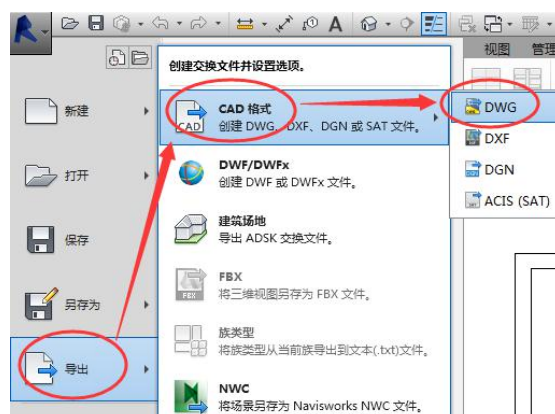 视图 管理
创建交换文件并设置选项。
新建
打开
保存
另存为
导出
CAD
CAD 格式
创建 DWG、DXF、DGN 或 SAT 文件。
DWF/DWFx
创建 DWF 或 DWFx 文件。
建筑场地
导出 ADSK 交换文件。
FBX
FBX
将三维视图另存为 FBX 文件。
族类型
将族类型从当前族导出到文本(.txt)文件。
NWC
将场景另存为 Navisworks NWC 文件。
DWG
DXF
DGN
ACIS (SAT)